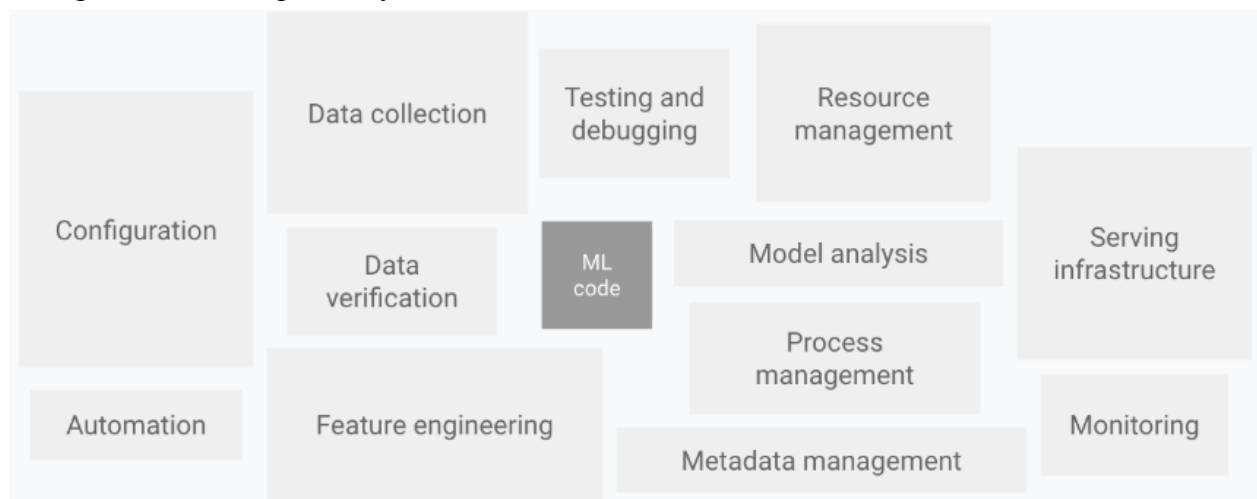 Data collection
Testing and
debugging
Resource
management
Configuration
Data
verification
ML
code
Model analysis
Serving
infrastructure
Process
management
Automation
Feature engineering
Metadata management
Monitoring